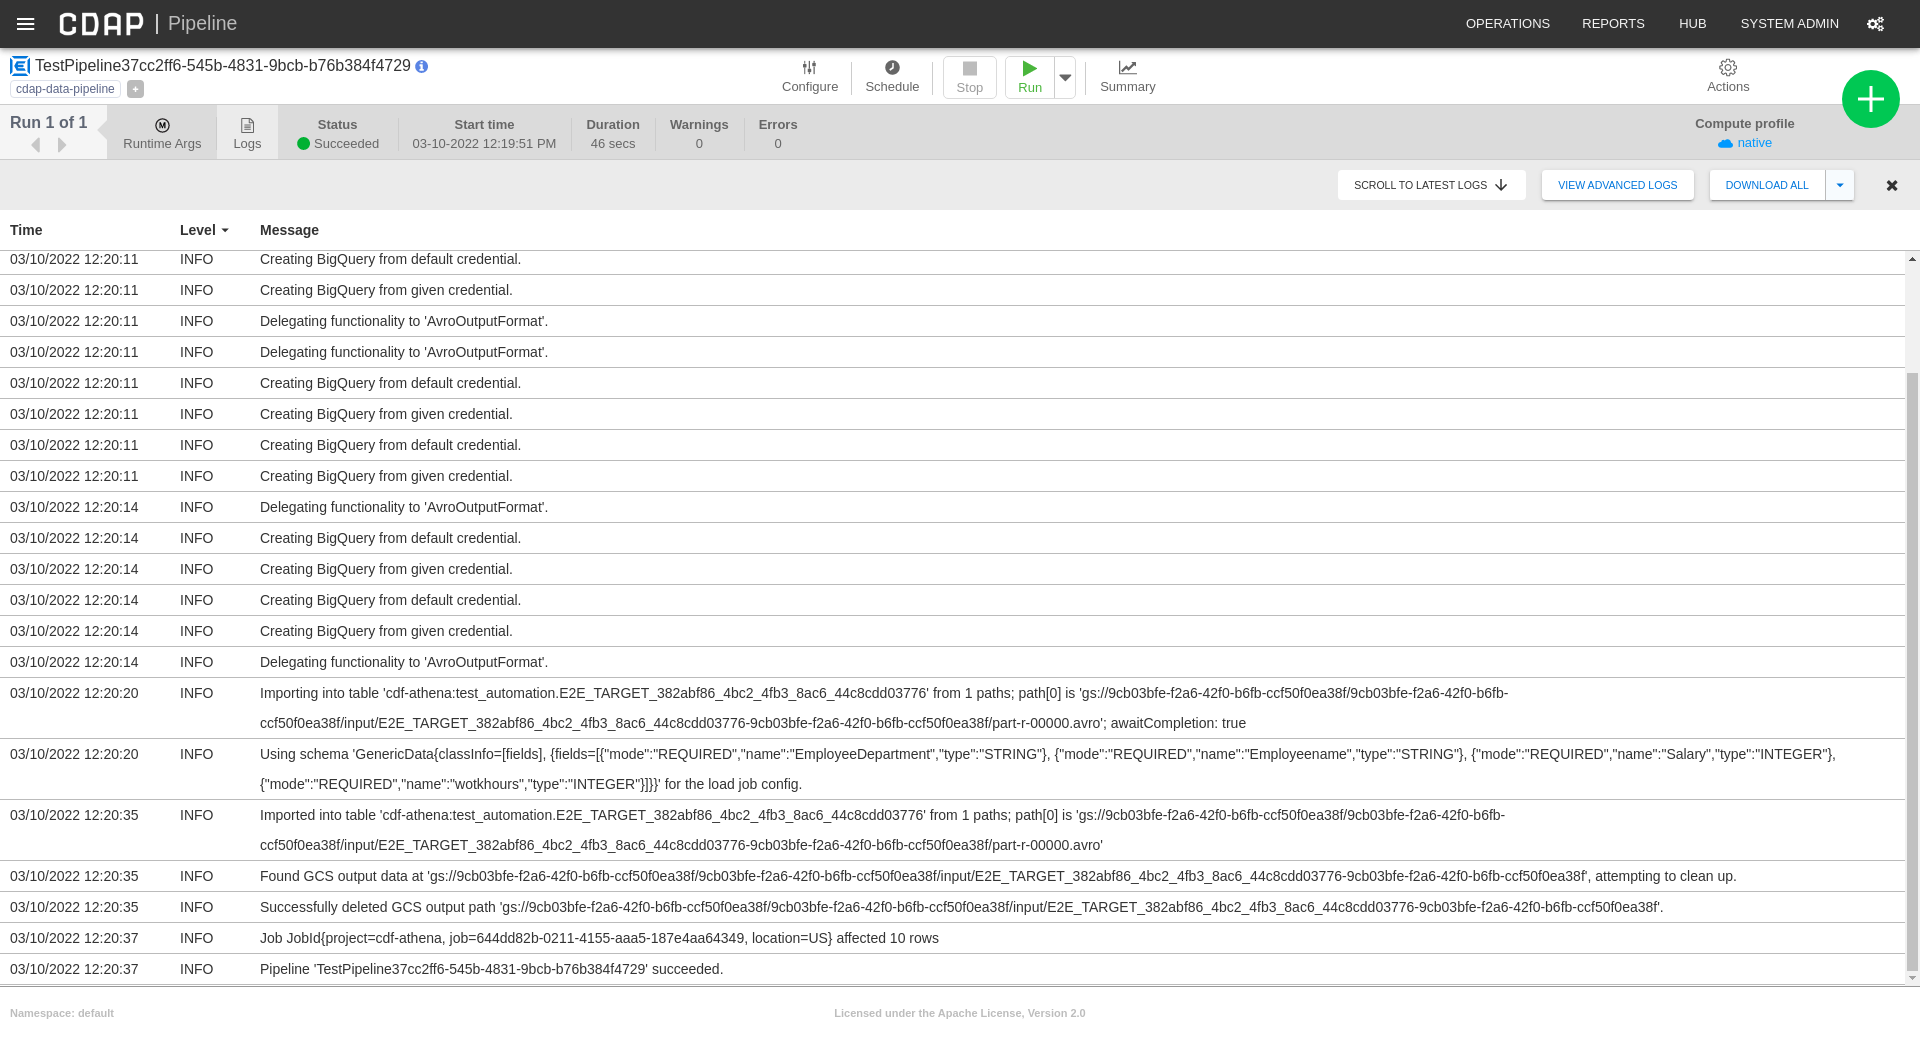 CDAP | Pipeline
OPERATIONS REPORTS HUB SYSTEM ADMIN
TestPipeline37cc2ff6-545b-4831-9bcb-b76b384f4729
cdap-data-pipeline +
Configure Schedule Stop Run Summary Actions
Run 1 of 1
Runtime Args Logs
Status Start time Duration Warnings Errors Compute profile
Succeeded 03-10-2022 12:19:51 PM 46 secs 0 0 native
SCROLL TO LATEST LOGS VIEW ADVANCED LOGS DOWNLOAD ALL
Time Level Message
03/10/2022 12:20:11 INFO Creating BigQuery from default credential.
03/10/2022 12:20:11 INFO Creating BigQuery from given credential.
03/10/2022 12:20:11 INFO Delegating functionality to 'AvroOutputFormat'.
03/10/2022 12:20:11 INFO Delegating functionality to 'AvroOutputFormat'.
03/10/2022 12:20:11 INFO Creating BigQuery from default credential.
03/10/2022 12:20:11 INFO Creating BigQuery from given credential.
03/10/2022 12:20:11 INFO Creating BigQuery from default credential.
03/10/2022 12:20:11 INFO Creating BigQuery from given credential.
03/10/2022 12:20:14 INFO Delegating functionality to 'AvroOutputFormat'.
03/10/2022 12:20:14 INFO Creating BigQuery from default credential.
03/10/2022 12:20:14 INFO Creating BigQuery from given credential.
03/10/2022 12:20:14 INFO Creating BigQuery from default credential.
03/10/2022 12:20:14 INFO Creating BigQuery from given credential.
03/10/2022 12:20:14 INFO Delegating functionality to 'AvroOutputFormat'.
03/10/2022 12:20:20 INFO Importing into table 'cdf-athena:test_automation.E2E_TARGET_382abf86_4bc2_4fb3_8ac6_44c8cdd03776' from 1 paths; path[0] is 'gs://9cb03bfe-f2a6-42f0-b6fb-ccf50f0ea38f/9cb03bfe-f2a6-42f0-b6fb-
ccf50f0ea38f/input/E2E_TARGET_382abf86_4bc2_4fb3_8ac6_44c8cdd03776-9cb03bfe-f2a6-42f0-b6fb-ccf50f0ea38f/part-r-00000.avro'; awaitCompletion: true
03/10/2022 12:20:20 INFO Using schema 'GenericData{classInfo=[fields], {fields=[{"mode":"REQUIRED","name":"EmployeeDepartment","type":"STRING"}, {"mode":"REQUIRED","name":"Employeename","type":"STRING"}, {"mode":"REQUIRED","name":"Salary","type":"INTEGER"},
{"mode":"REQUIRED","name":"wotkhours","type":"INTEGER"}]}}' for the load job config.
03/10/2022 12:20:35 INFO Imported into table 'cdf-athena:test_automation.E2E_TARGET_382abf86_4bc2_4fb3_8ac6_44c8cdd03776' from 1 paths; path[0] is 'gs://9cb03bfe-f2a6-42f0-b6fb-ccf50f0ea38f/9cb03bfe-f2a6-42f0-b6fb-
ccf50f0ea38f/input/E2E_TARGET_382abf86_4bc2_4fb3_8ac6_44c8cdd03776-9cb03bfe-f2a6-42f0-b6fb-ccf50f0ea38f/part-r-00000.avro'
03/10/2022 12:20:35 INFO Found GCS output data at 'gs://9cb03bfe-f2a6-42f0-b6fb-ccf50f0ea38f/9cb03bfe-f2a6-42f0-b6fb-ccf50f0ea38f/input/E2E_TARGET_382abf86_4bc2_4fb3_8ac6_44c8cdd03776-9cb03bfe-f2a6-42f0-b6fb-ccf50f0ea38f', attempting to clean up.
03/10/2022 12:20:35 INFO Successfully deleted GCS output path 'gs://9cb03bfe-f2a6-42f0-b6fb-ccf50f0ea38f/9cb03bfe-f2a6-42f0-b6fb-ccf50f0ea38f/input/E2E_TARGET_382abf86_4bc2_4fb3_8ac6_44c8cdd03776-9cb03bfe-f2a6-42f0-b6fb-ccf50f0ea38f'.
03/10/2022 12:20:37 INFO Job JobId{project=cdf-athena, job=644dd82b-0211-4155-aaa5-187e4aa64349, location=US} affected 10 rows
03/10/2022 12:20:37 INFO Pipeline 'TestPipeline37cc2ff6-545b-4831-9bcb-b76b384f4729' succeeded.
Namespace: default Licensed under the Apache License, Version 2.0